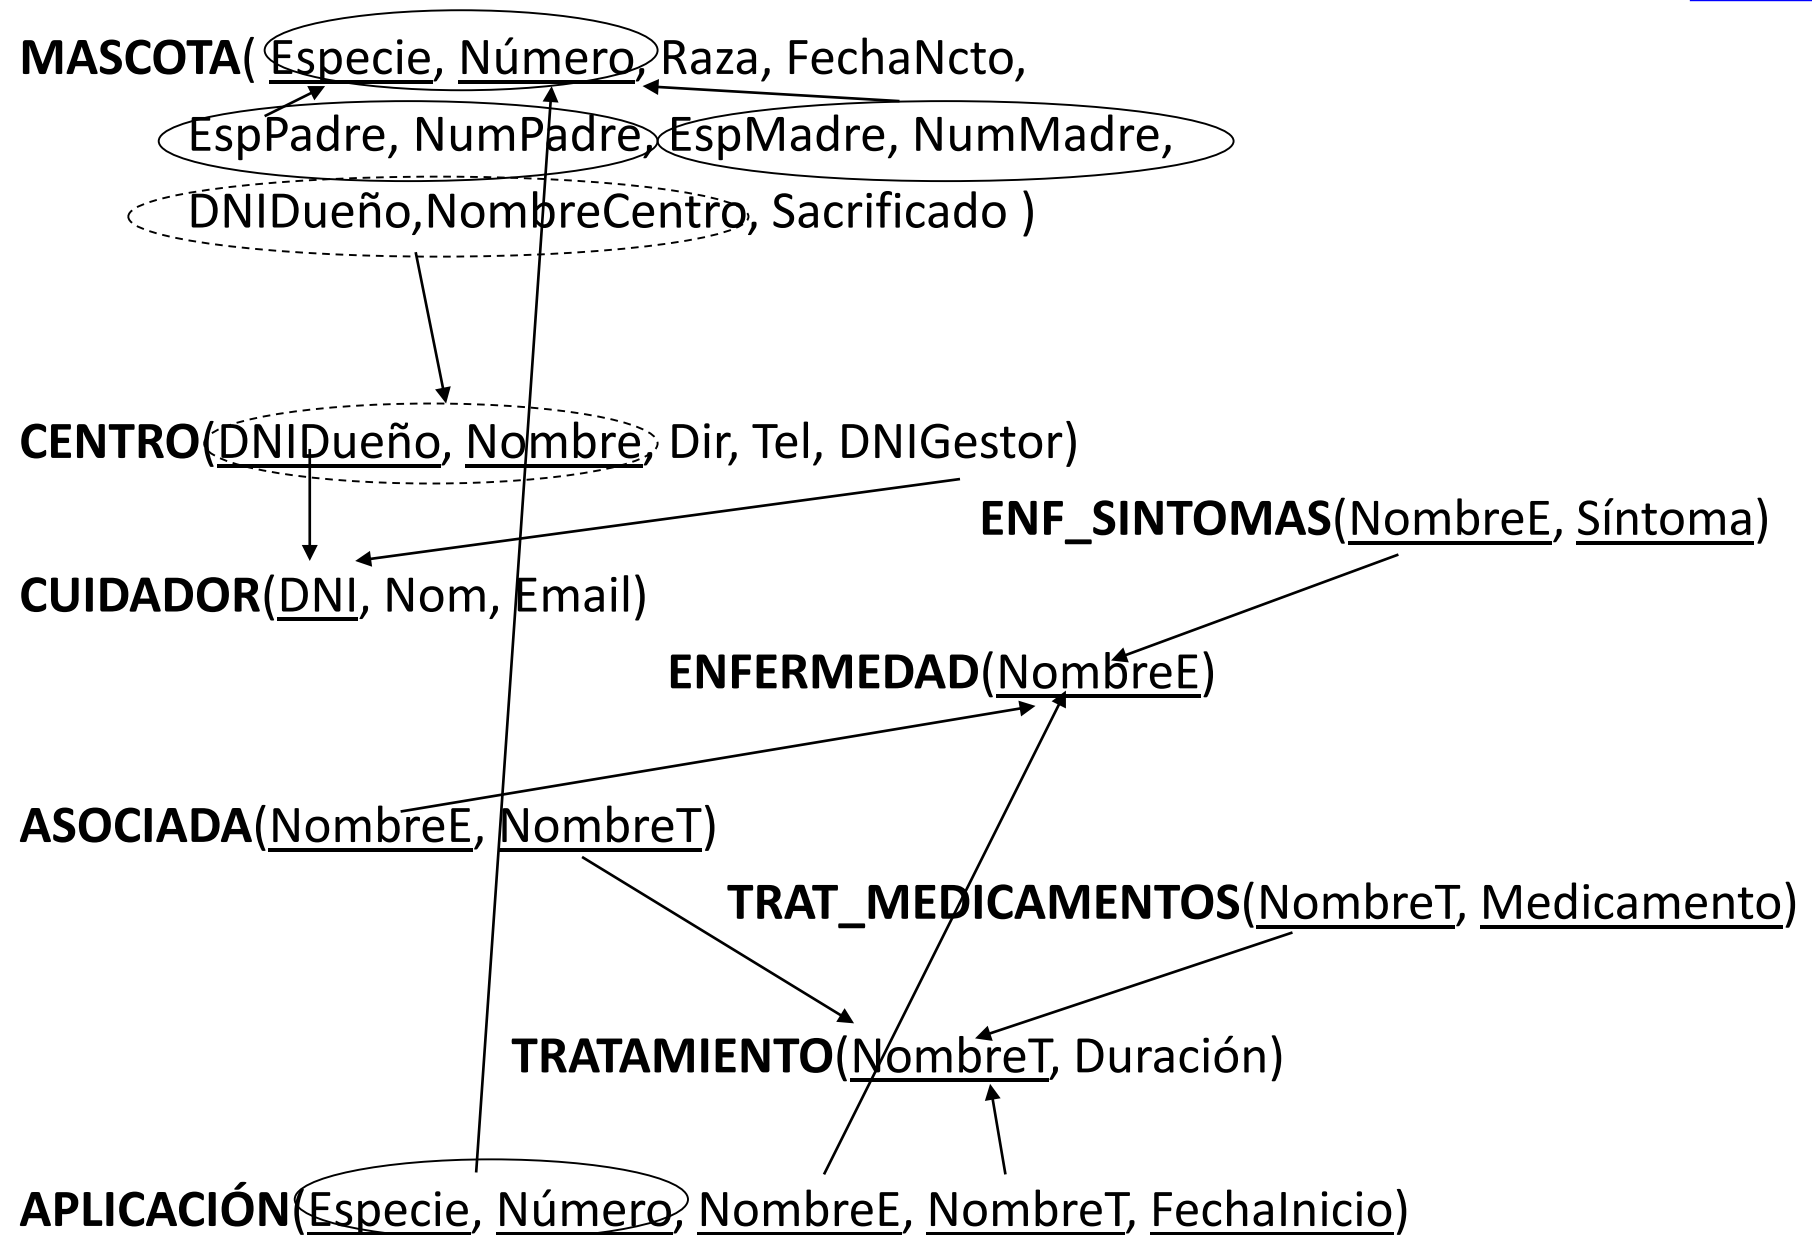 MASCOTA( Especie, Número, Raza, FechaNcto,
EspPadre, NumPadre, EspMadre, NumMadre,
DNIDueño,NombreCentro, Sacrificado )
CENTRO(DNIDueño, Nombre, Dir, Tel, DNIGestor)
ENF_SINTOMAS(NombreE, Síntoma)
CUIDADOR(DNI, Nom, Email)
ENFERMEDAD(NombreE)
ASOCIADA(NombreE, NombreT)
TRAT_MEDICAMENTOS(NombreT, Medicamento)
TRATAMIENTO(NombreT, Duración)
APLICACIÓN(Especie, Número, NombreE, NombreT, FechaInicio)